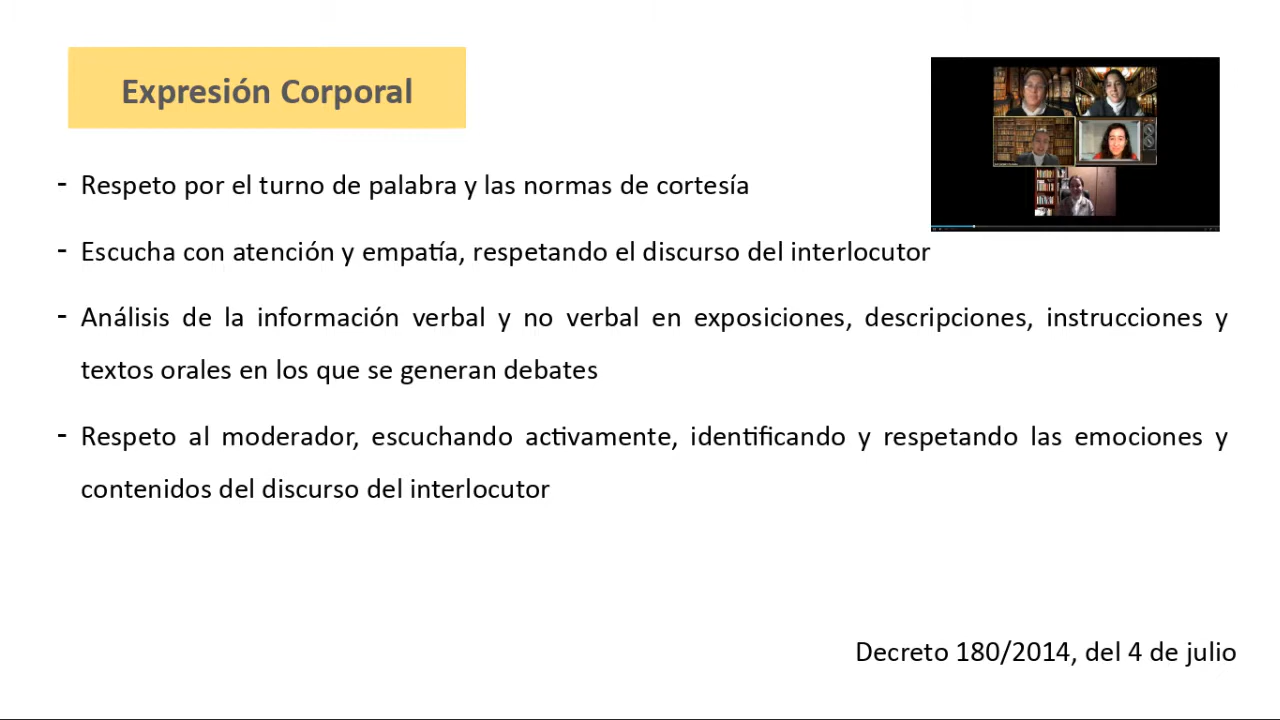 Expresión Corporal
- Respeto por el turno de palabra y las normas de cortesía
- Escucha con atención y empatía, respetando el discurso del interlocutor
- Análisis de la información verbal y no verbal en exposiciones, descripciones, instrucciones y
textos orales en los que se generan debates
- Respeto al moderador, escuchando activamente, identificando y respetando las emociones y
contenidos del discurso del interlocutor
Decreto 180/2014, del 4 de julio